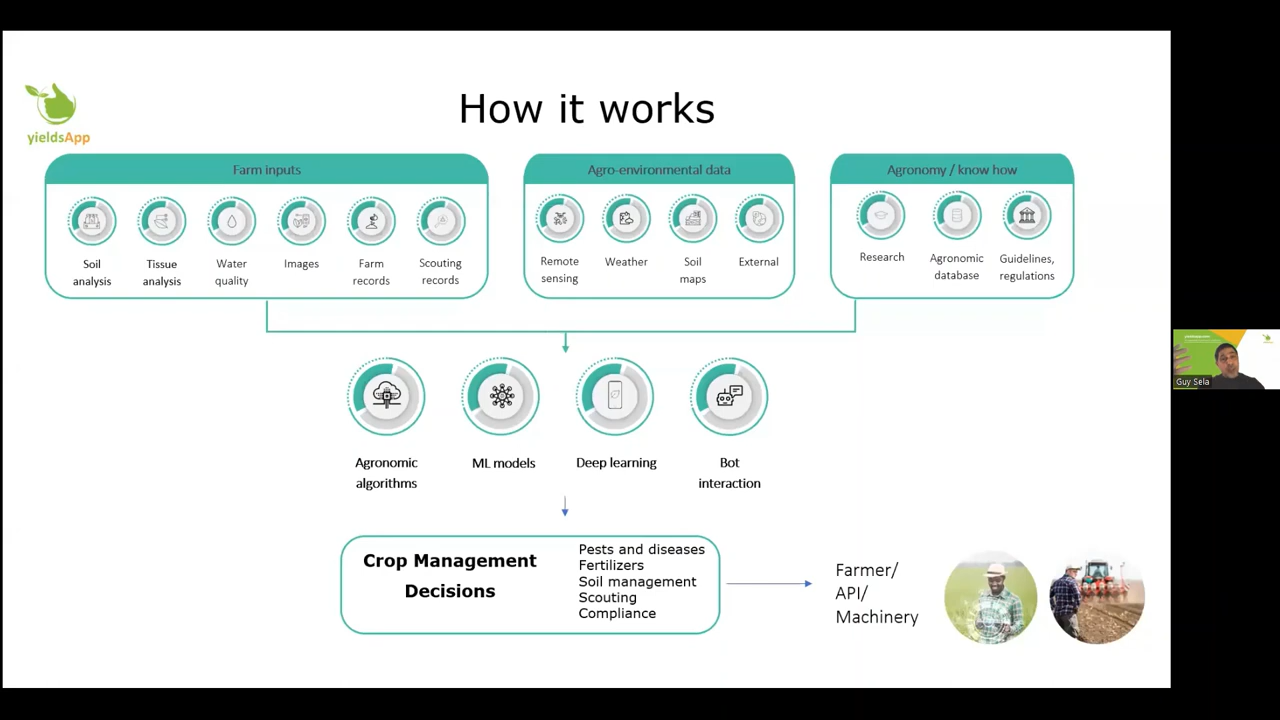 How it works
yieldsApp
Farm inputs
Soil
analysis
Tissue
analysis
Water
quality
Images
Farm
records
Scouting
records
Agro-environmental data
Remote
sensing
Weather
Soil
maps
External
Agronomy / know how
Research
Agronomic
database
Guidelines,
regulations
Agronomic
algorithms
ML models
Deep learning
Bot
interaction
Crop Management
Decisions
Pests and diseases
Fertilizers
Soil management
Scouting
Compliance
Farmer/
API/
Machinery
Guy Sela